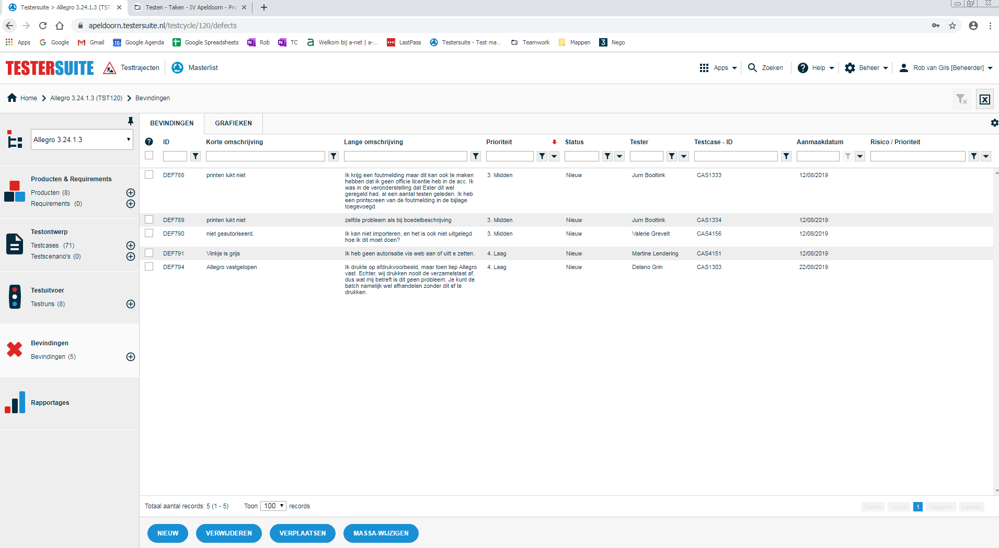 Testersuite > Allegro 3.24.1.3 (TST
Testen - Taken - IV Apeldoorn - Pro
apeldoorn.testersuite.nl/testcycle/120/defects
Apps
Google
Gmail
10
Google Agenda
Google Spreadsheets
N
Rob
N
TC
a
Welkom bij a-net | a-...
LastPass
Testersuite - Test ma...
Teamwork
Mappen
3
Nego
TESTERSUITE
Testtrajecten
Masterlist
Apps
Zoeken
Help
Beheer
Rob van Gils [Beheerder]
Home
Allegro 3.24.1.3 (TST120)
Bevindingen
Allegro 3.24.1.3
Producten & Requirements
Producten (8)
Requirements (0)
Testontwerp
Testcases (71)
Testscenario's (0)
Testuitvoer
Testruns (8)
Bevindingen
Bevindingen (5)
Rapportages
BEVINDINGEN
GRAFIEKEN
ID
Korte omschrijving
Lange omschrijving
Prioriteit
Status
Tester
Testcase - ID
Aanmaakdatum
Risico / Prioriteit
DEF788
printen lukt niet
Ik krijg een foutmelding maar dit kan ook te maken
hebben dat ik geen officie licentie heb in de acc. Ik
was in de veronderstelling dat Ester dit wel
geregeld had, al een aantal testen geleden. Ik heb
een printscreen van de foutmelding in de bijlage
toegevoegd.
3. Midden
Nieuw
Jurn Booltink
CAS1333
12/08/2019
DEF789
printen lukt niet
zelfde probleem als bij boedelbeschrijving
3. Midden
Nieuw
Jurn Booltink
CAS1334
12/08/2019
DEF790
niet geautoriseerd.
Ik kan niet importeren, en het is ook niet uitgelegd
hoe ik dit moet doen?
3. Midden
Nieuw
Valerie Grevelt
CAS4156
12/08/2019
DEF791
Vinkje is grijs
Ik heb geen autorisatie via web aan of uitt e zetten.
4. Laag
Nieuw
Martine Lendering
CAS4151
12/08/2019
DEF794
Allegro vastgelopen
Ik drukte op afdrukvoorbeeld, maar toen liep Allegro
vast. Echter, wij drukken nooit de verzamelstaat af,
dus wat mij betreft is dit geen probleem. Je kunt de
batch namelijk wel afhandelen zonder dit af te
drukken.
4. Laag
Nieuw
Delano Grin
CAS1303
22/08/2019
Totaal aantal records: 5 (1 - 5)
Toon 100 records
Eerste
Vorige
1
Volgende
Laatste
NIEUW
VERWIJDEREN
VERPLAATSEN
MASSA-WIJZIGEN